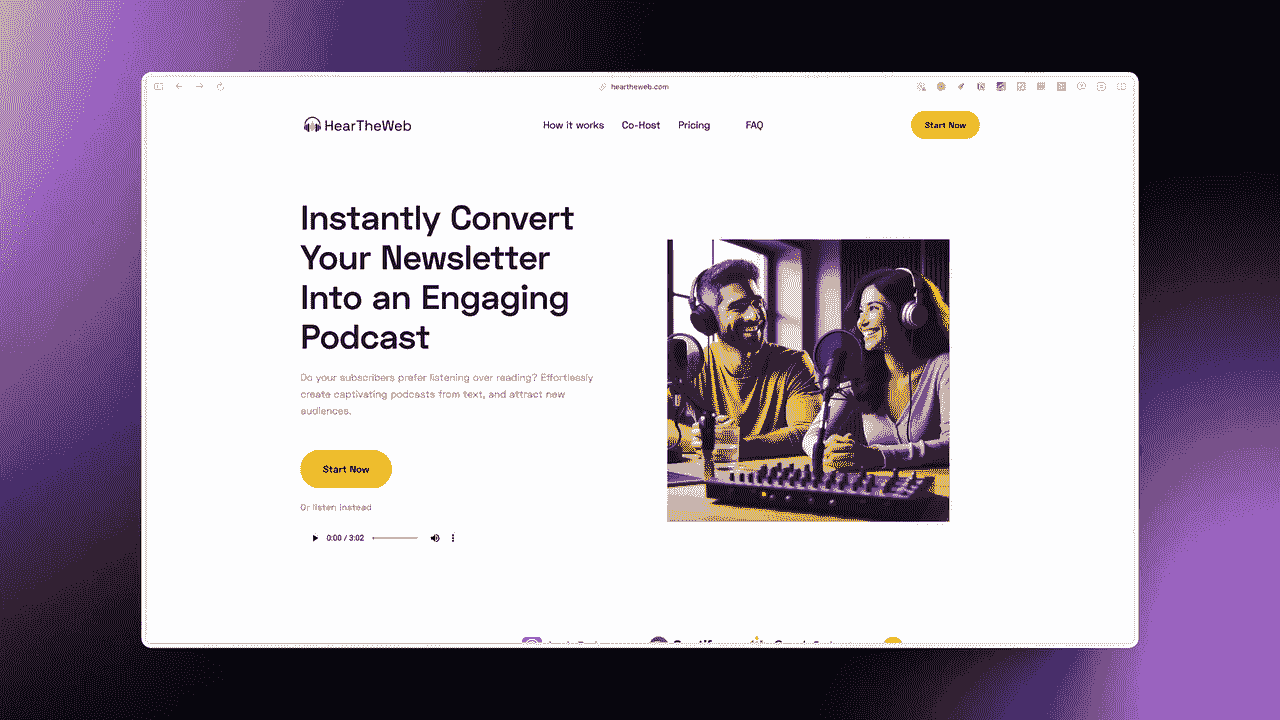 heartheweb.com
HearTheWeb
How it works
Co-Host
Pricing
FAQ
Start Now
Instantly Convert
Your Newsletter
Into an Engaging
Podcast
Do your subscribers prefer listening over reading? Effortlessly
create captivating podcasts from text, and attract new
audiences.
Start Now
Or listen instead
0:00 / 3:02